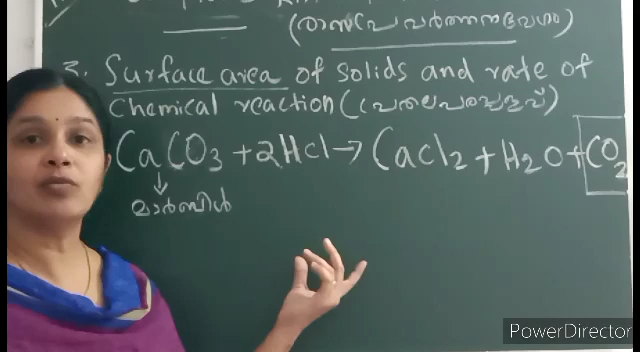 (രാസപ്രവർത്തനവേഗം)
3. Surface area of solids and rate of
Chemical reaction (പ്രതലപരപ്പളവ്)
CaCO3 + 2HCl → CaCl2 + H2O + CO2
മാർബിൾ
PowerDirector